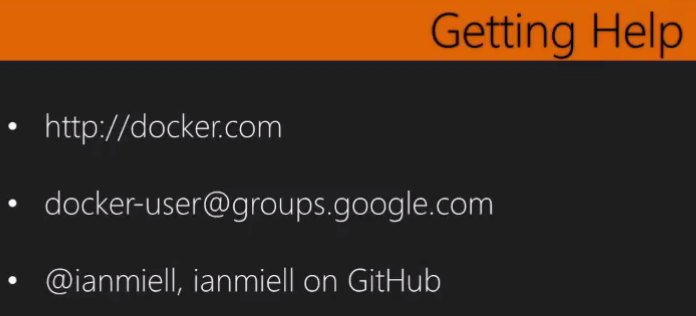 Getting Help
• http://docker.com
• docker-user@groups.google.com
• @ianmiell, ianmiell on GitHub